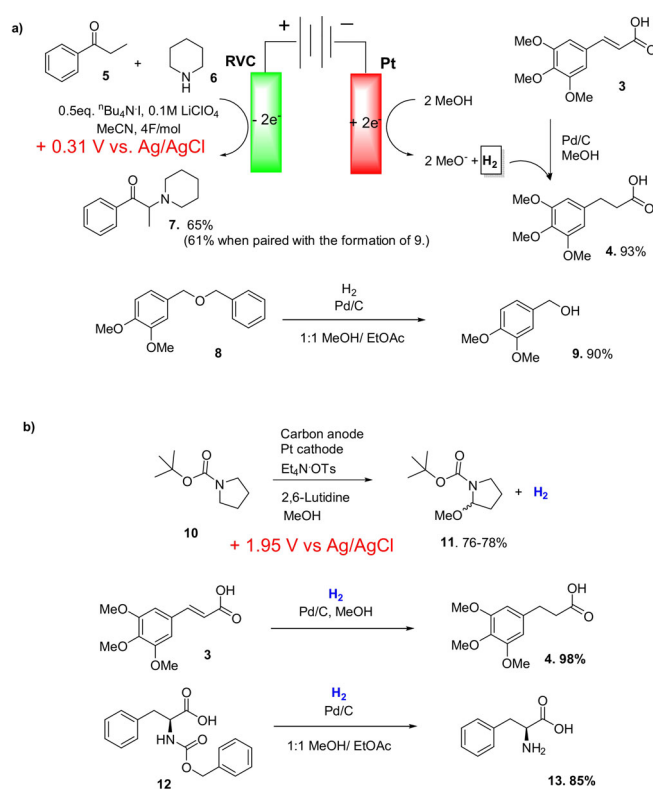 a)
O
5
+
N
H
6
0.5eq. ⁿBu₄N·I, 0.1M LiClO₄
MeCN, 4F/mol
+ 0.31 V vs. Ag/AgCl
RVC
+
−
Pt
- 2e⁻
+ 2e⁻
2 MeOH
2 MeO⁻ + H₂
O
N
7. 65%
(61% when paired with the formation of 9.)
OH
O
MeO
MeO
OMe
3
Pd/C
MeOH
OH
O
MeO
MeO
OMe
4. 93%
O
MeO
OMe
8
H₂
Pd/C
1:1 MeOH/ EtOAc
OH
MeO
OMe
9. 90%
b)
O
O
N
10
Carbon anode
Pt cathode
Et₄N·OTs
2,6-Lutidine
MeOH
+ 1.95 V vs Ag/AgCl
O
O
N
MeO
11. 76-78%
+ H₂
OH
O
MeO
MeO
OMe
3
H₂
Pd/C, MeOH
OH
O
MeO
MeO
OMe
4. 98%
O
OH
NH
O
O
12
H₂
Pd/C
1:1 MeOH/ EtOAc
O
OH
NH₂
13. 85%